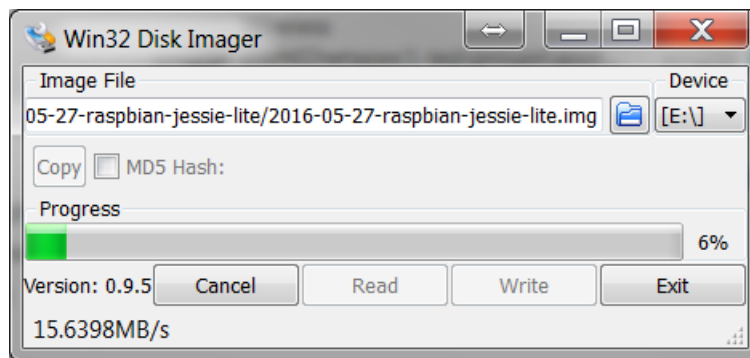 Win32 Disk Imager
Image File
Device
05-27-raspbian-jessie-lite/2016-05-27-raspbian-jessie-lite.img
[E:\]
Copy
MD5 Hash:
Progress
6%
Version: 0.9.5
Cancel
Read
Write
Exit
15.6398MB/s